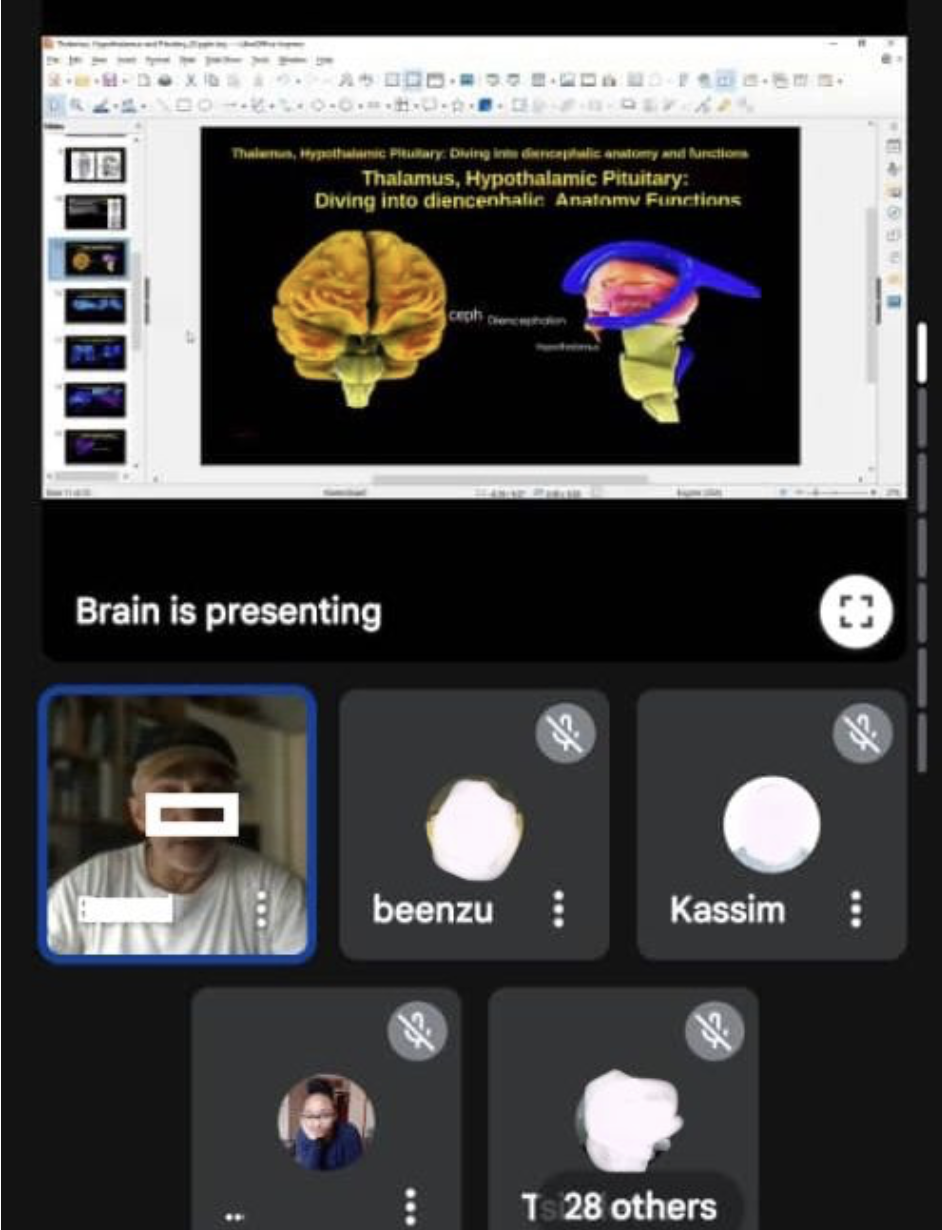 Thalamus, Hypothalamic Pituitary: Diving into diencephalic anatomy and functions
Thalamus, Hypothalamic Pituitary:
Diving into diencephalic Anatomy Functions
ceph Diencephalon
Hypothalamus
Brain is presenting
beenzu
Kassim
..
28 others